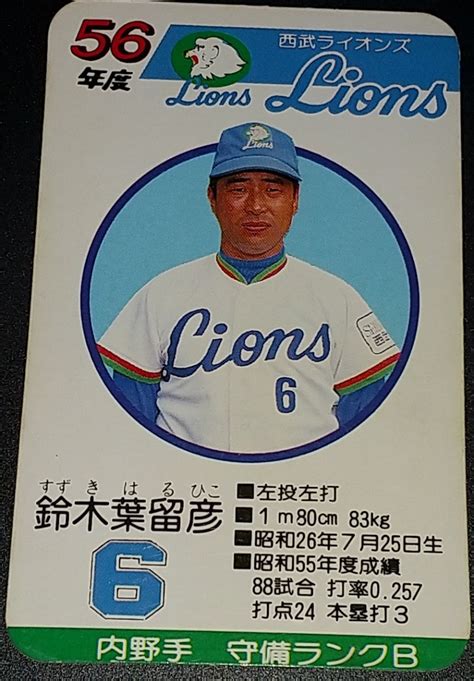 56
年度
Lions
西武ライオンズ
Lions
Lions
Lions
6
すずきはるひこ
鈴木葉留彦
6
■左投左打
■1m80cm 83kg
■昭和26年7月25日生
■昭和55年度成績
88試合 打率0.257
打点24 本塁打3
内野手 守備ランクB